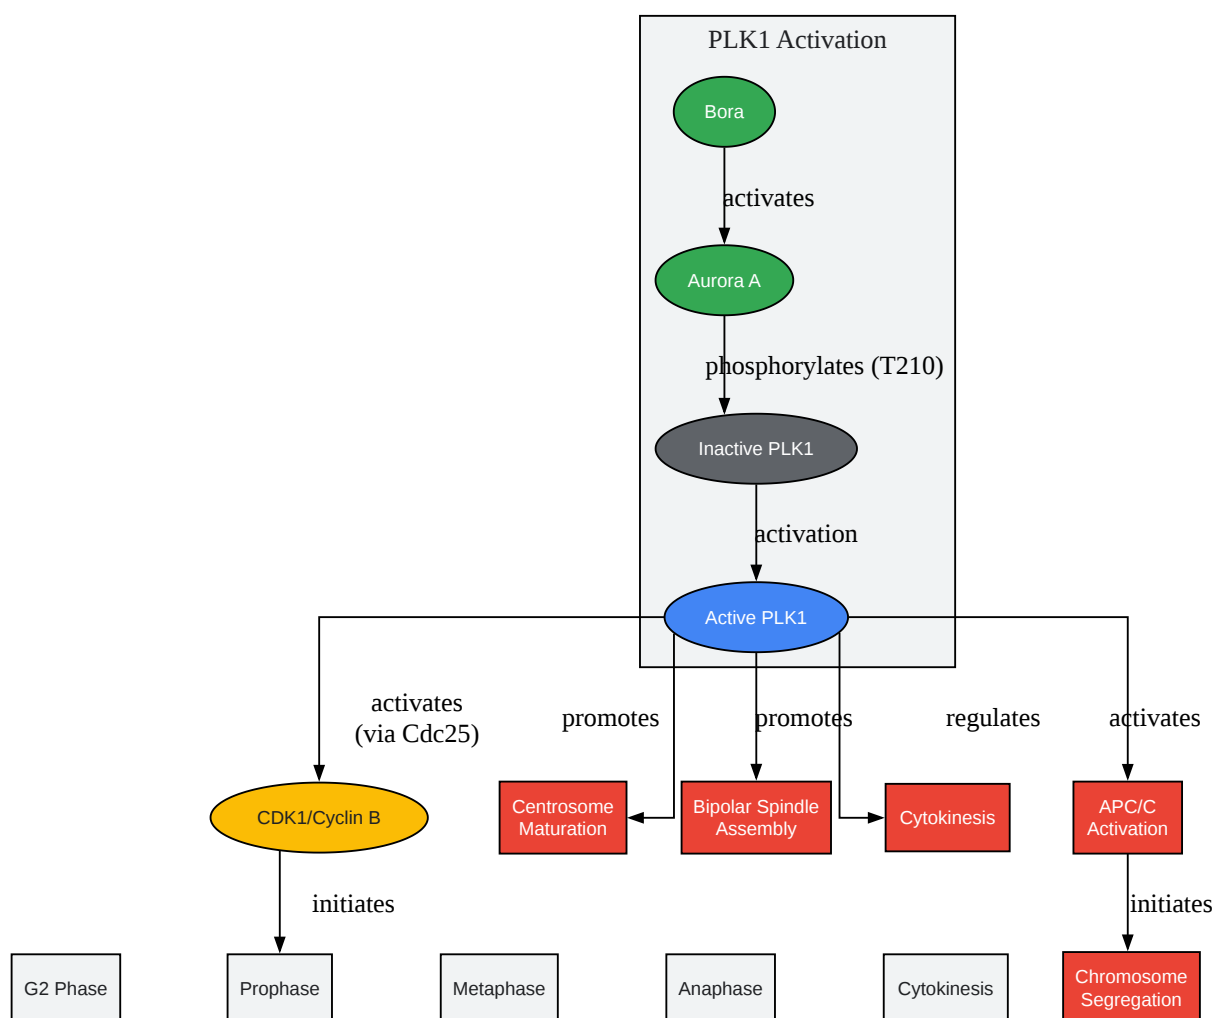 PLK1 Activation
Bora
activates
Aurora A
phosphorylates (T210)
Inactive PLK1
activation
Active PLK1
activates
(via Cdc25)
promotes
promotes
regulates
activates
CDK1/Cyclin B
Centrosome
Maturation
Bipolar Spindle
Assembly
Cytokinesis
APC/C
Activation
initiates
initiates
G2 Phase
Prophase
Metaphase
Anaphase
Cytokinesis
Chromosome
Segregation